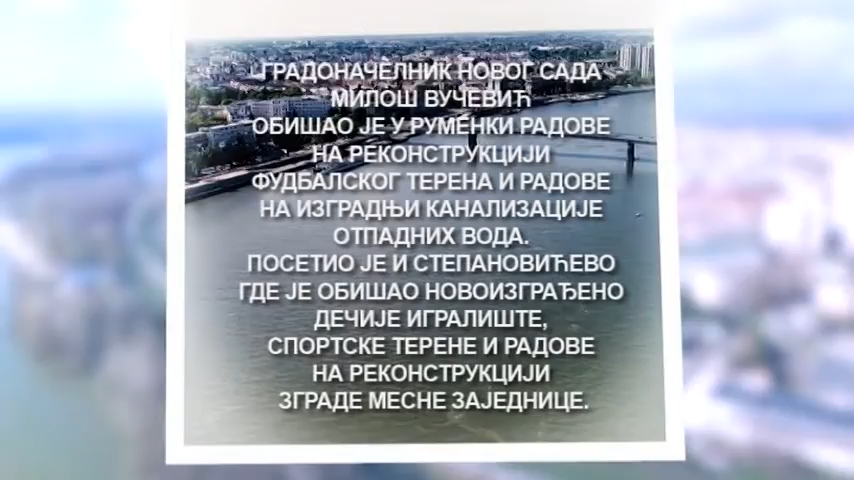 ГРАДОНАЧЕЛНИК НОВОГ САДА
МИЛОШ ВУЧЕВИЋ
ОБИШАО ЈЕ У РУМЕНКИ РАДОВЕ
НА РЕКОНСТРУКЦИЈИ
ФУДБАЛСКОГ ТЕРЕНА И РАДОВЕ
НА ИЗГРАДЊИ КАНАЛИЗАЦИЈЕ
ОТПАДНИХ ВОДА.
ПОСЕТИО ЈЕ И СТЕПАНОВИЋЕВО
ГДЕ ЈЕ ОБИШАО НОВОИЗГРАЂЕНО
ДЕЧИЈЕ ИГРАЛИШТЕ,
СПОРТСКЕ ТЕРЕНЕ И РАДОВЕ
НА РЕКОНСТРУКЦИЈИ
ЗГРАДЕ МЕСНЕ ЗАЈЕДНИЦЕ.